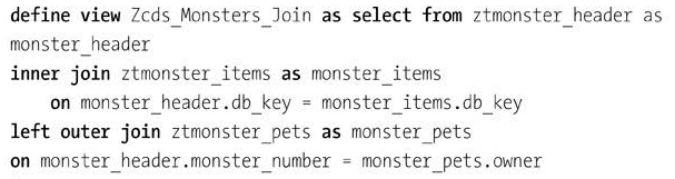 define view Zcds_Monsters_Join as select from ztmonster_header as
monster_header
inner join ztmonster_items as monster_items
on monster_header.db_key = monster_items.db_key
left outer join ztmonster_pets as monster_pets
on monster_header.monster_number = monster_pets.owner